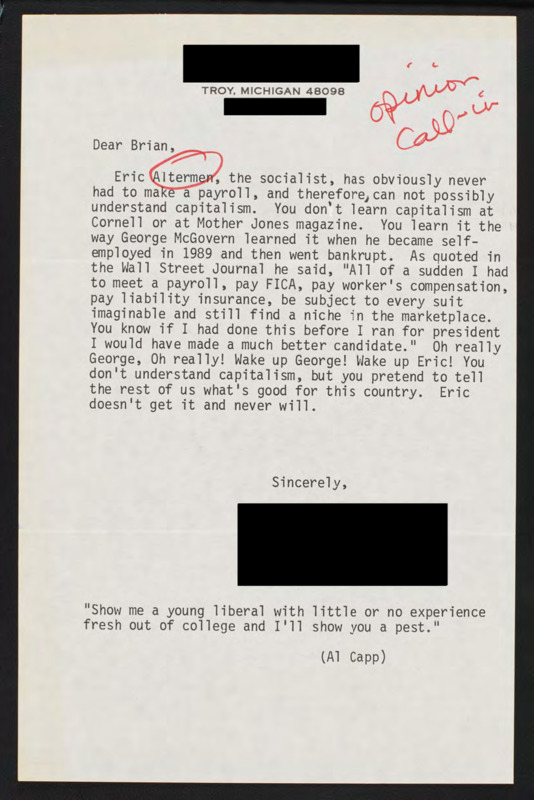 TROY, MICHIGAN 48098
opinion
Call-in
Dear Brian,
Eric Altermen, the socialist, has obviously never
had to make a payroll, and therefore, can not possibly
understand capitalism. You don't learn capitalism at
Cornell or at Mother Jones magazine. You learn it the
way George McGovern learned it when he became self-
employed in 1989 and then went bankrupt. As quoted in
the Wall Street Journal he said, "All of a sudden I had
to meet a payroll, pay FICA, pay worker's compensation,
pay liability insurance, be subject to every suit
imaginable and still find a niche in the marketplace.
You know if I had done this before I ran for president
I would have made a much better candidate." Oh really
George, Oh really! Wake up George! Wake up Eric! You
don't understand capitalism, but you pretend to tell
the rest of us what's good for this country. Eric
doesn't get it and never will.
Sincerely,
"Show me a young liberal with little or no experience
fresh out of college and I'll show you a pest."
(Al Capp)